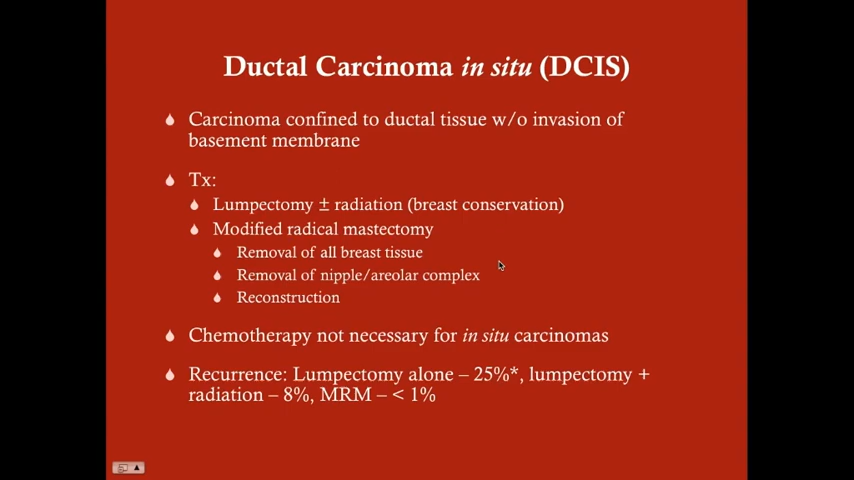 Ductal Carcinoma in situ (DCIS)
Carcinoma confined to ductal tissue w/o invasion of
basement membrane
Tx:
Lumpectomy ± radiation (breast conservation)
Modified radical mastectomy
Removal of all breast tissue
Removal of nipple/areolar complex
Reconstruction
Chemotherapy not necessary for in situ carcinomas
Recurrence: Lumpectomy alone – 25%*, lumpectomy +
radiation – 8%, MRM – < 1%